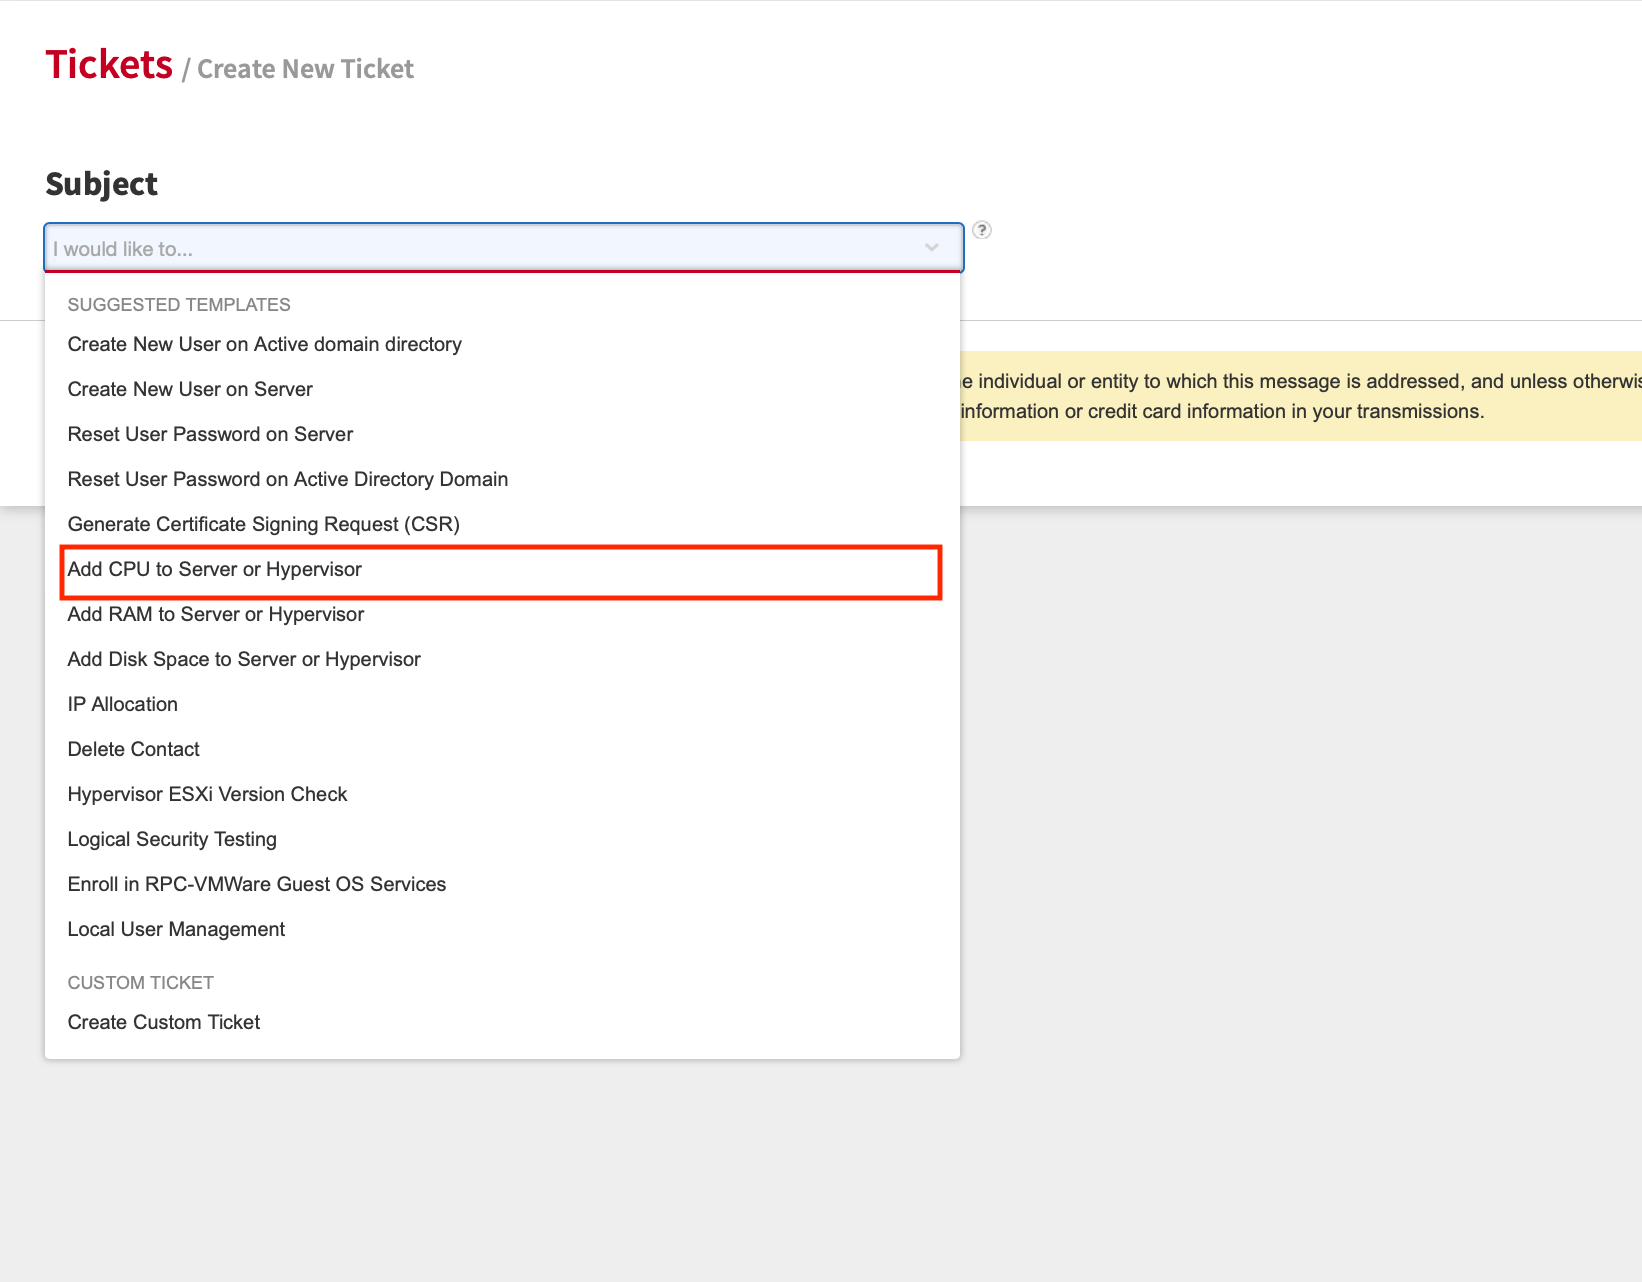 Tickets / Create New Ticket
Subject
I would like to...
?
SUGGESTED TEMPLATES
Create New User on Active domain directory
Create New User on Server
Reset User Password on Server
Reset User Password on Active Directory Domain
Generate Certificate Signing Request (CSR)
Add CPU to Server or Hypervisor
Add RAM to Server or Hypervisor
Add Disk Space to Server or Hypervisor
IP Allocation
Delete Contact
Hypervisor ESXi Version Check
Logical Security Testing
Enroll in RPC-VMWare Guest OS Services
Local User Management
CUSTOM TICKET
Create Custom Ticket
individual or entity to which this message is addressed, and unless
information or credit card information in your transmissions.